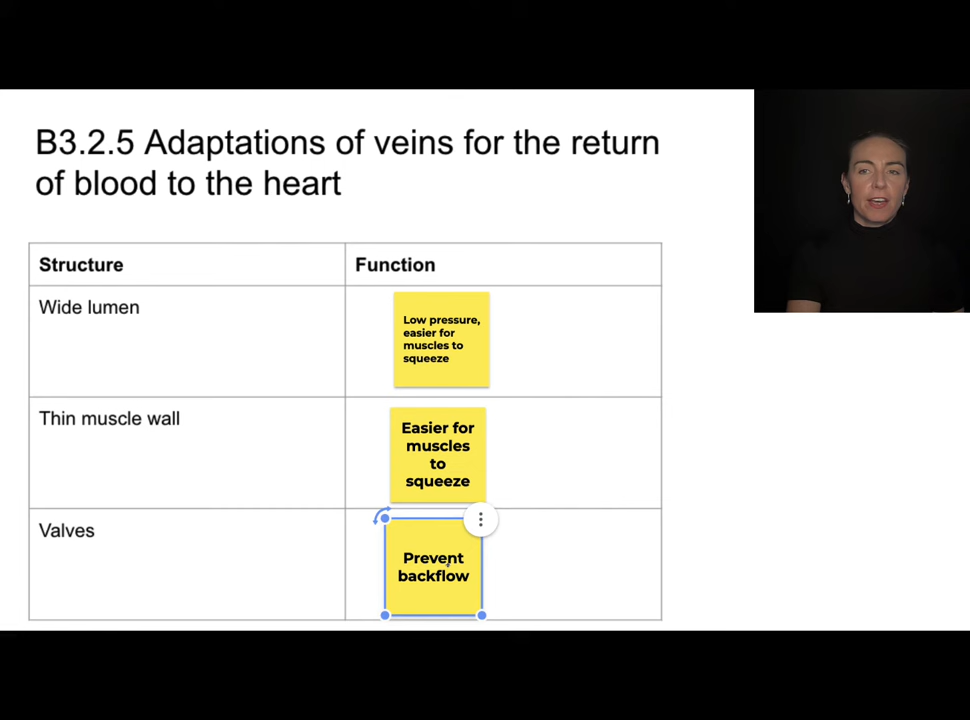 B3.2.5 Adaptations of veins for the return
of blood to the heart
Structure
Function
Wide lumen
Low pressure,
easier for
muscles to
squeeze
Thin muscle wall
Easier for
muscles
to
squeeze
Valves
Prevent
backflow